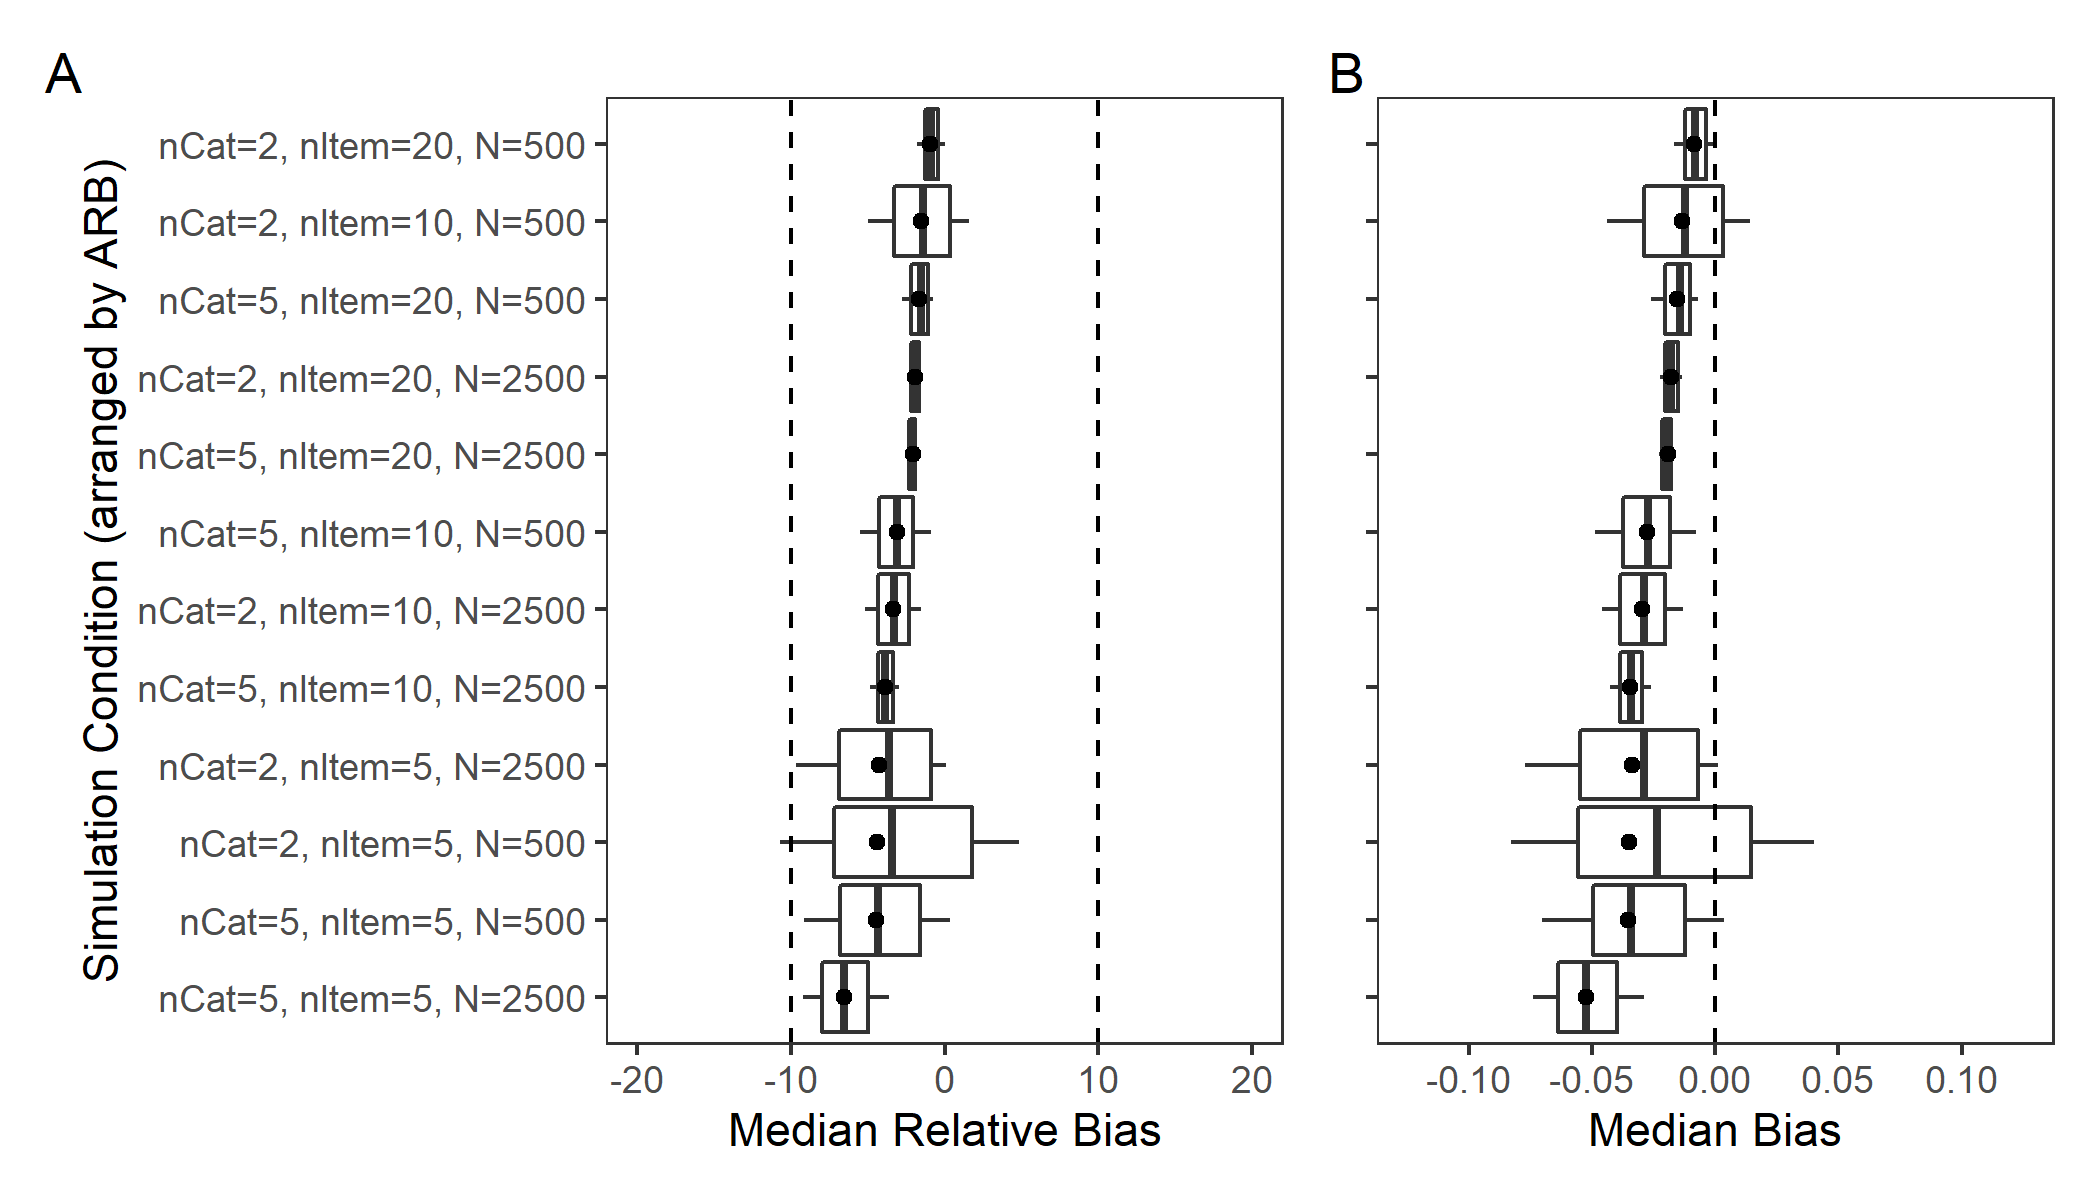 A
B
Simulation Condition (arranged by ARB)
nCat=2, nItem=20, N=500
nCat=2, nItem=10, N=500
nCat=5, nItem=20, N=500
nCat=2, nItem=20, N=2500
nCat=5, nItem=20, N=2500
nCat=5, nItem=10, N=500
nCat=2, nItem=10, N=2500
nCat=5, nItem=10, N=2500
nCat=2, nItem=5, N=2500
nCat=2, nItem=5, N=500
nCat=5, nItem=5, N=500
nCat=5, nItem=5, N=2500
-20 -10 0 10 20
Median Relative Bias
-0.10 -0.05 0.00 0.05 0.10
Median Bias